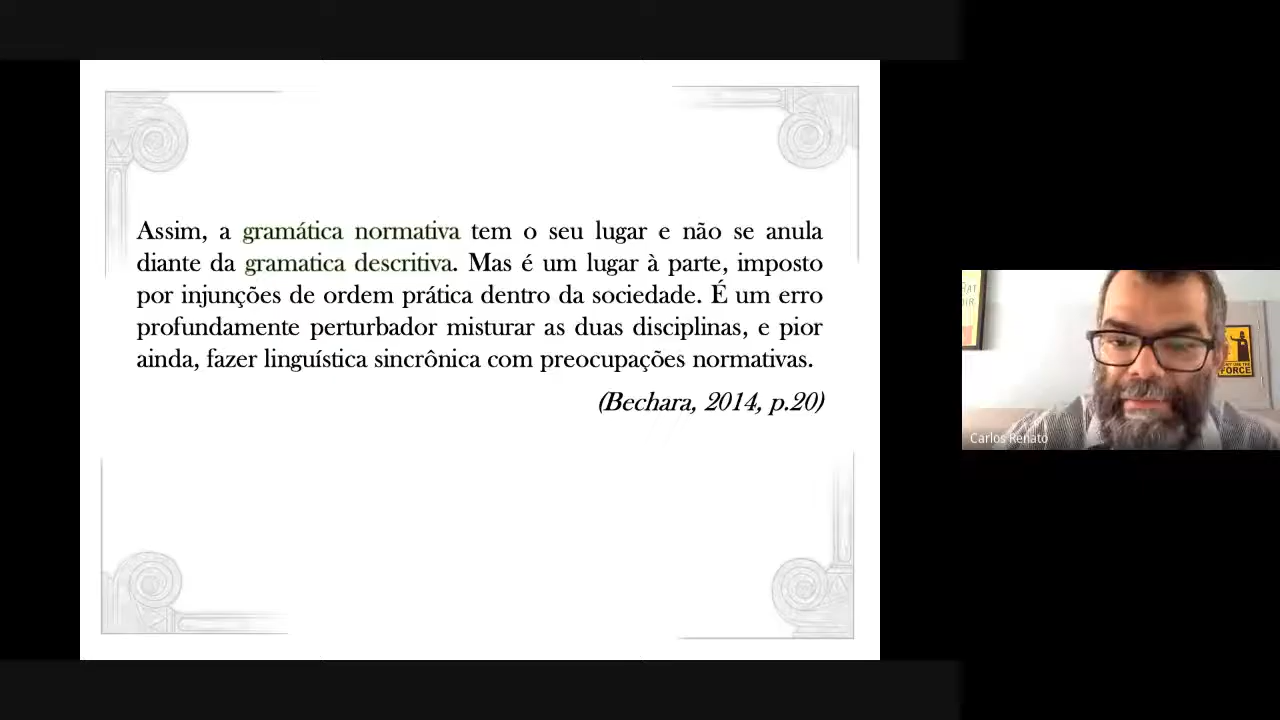 Assim, a gramática normativa tem o seu lugar e não se anula
diante da gramatica descritiva. Mas é um lugar à parte, imposto
por injunções de ordem prática dentro da sociedade. É um erro
profundamente perturbador misturar as duas disciplinas, e pior
ainda, fazer linguística sincrônica com preocupações normativas.
(Bechara, 2014, p.20)
Carlos Renato
FORCE